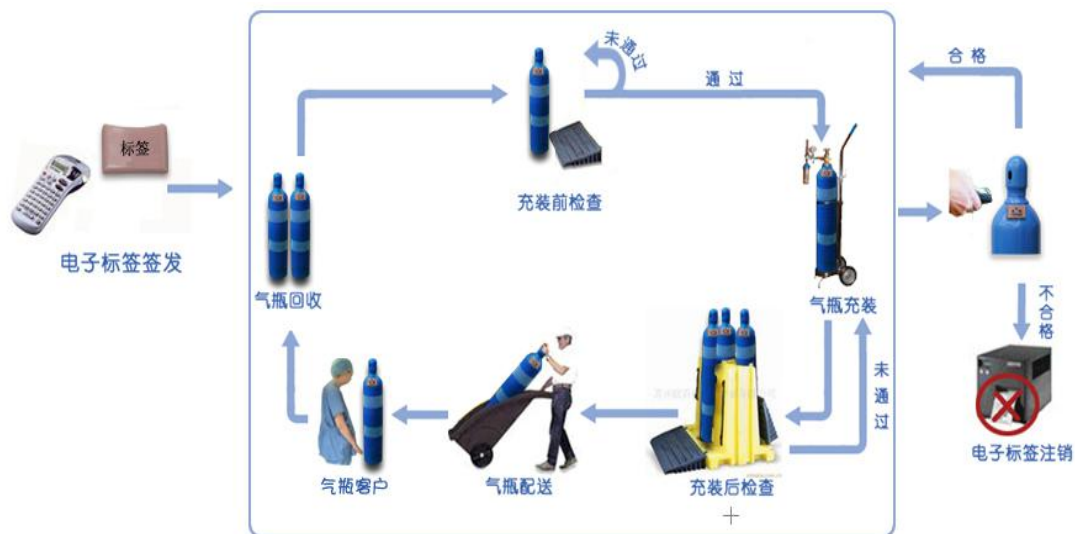 未通过
通过
合格
标签
充装前检查
电子标签签发
气瓶回收
气瓶充装
不合格
未通过
电子标签注销
气瓶客户
气瓶配送
充装后检查